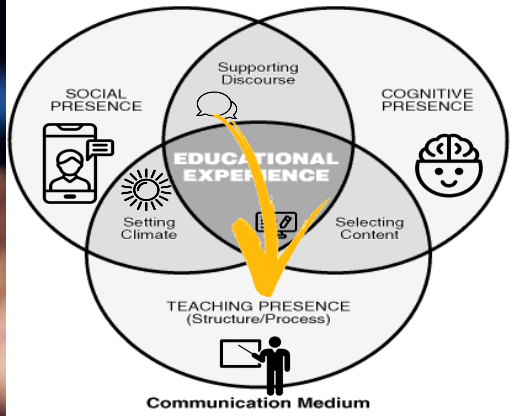 Supporting
Discourse
SOCIAL
PRESENCE
COGNITIVE
PRESENCE
EDUCATIONAL
EXPERIENCE
Setting
Climate
Selecting
Content
TEACHING PRESENCE
(Structure/Process)
Communication Medium